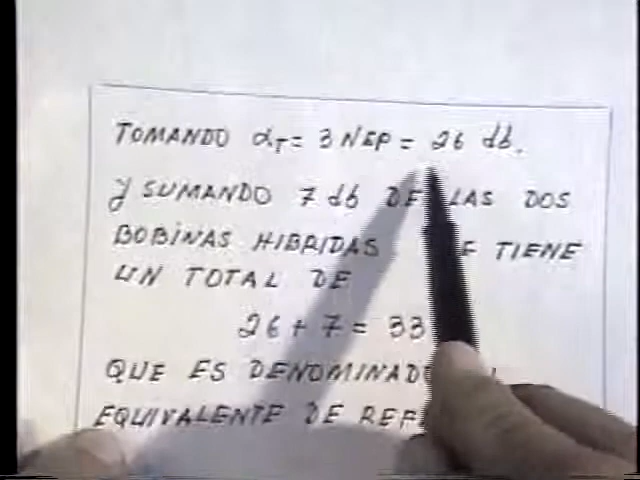 TOMANDO αT = 3 NEP = 26 db.
Y SUMANDO 7 db DE LAS DOS
BOBINAS HIBRIDAS TIENE
UN TOTAL DE
26 + 7 = 33
QUE ES
EQUIVALENTE DE